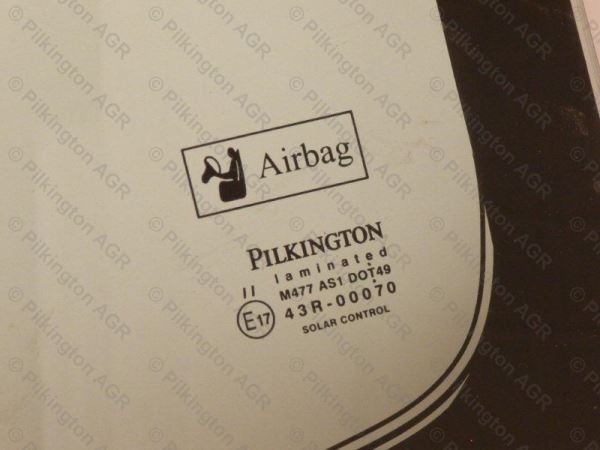 Airbag
PILKINGTON
laminated
// M477 AS1 DOT49
E17 43R-00070
SOLAR CONTROL
© Pilkington AGR